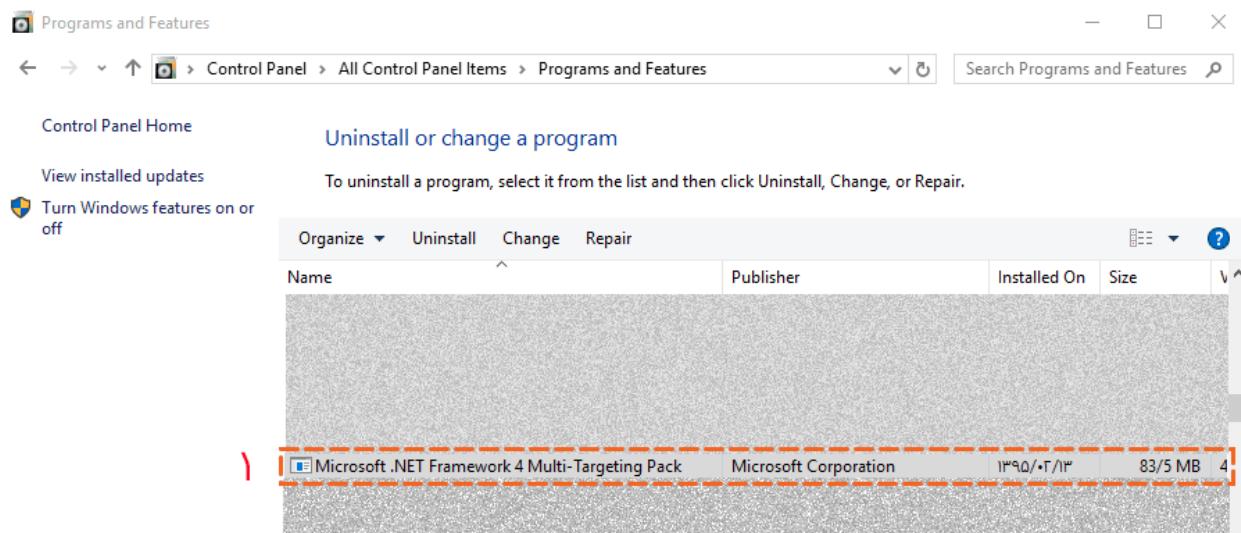 Programs and Features
Control Panel > All Control Panel Items > Programs and Features
Search Programs and Features
Control Panel Home
View installed updates
Turn Windows features on or
off
Uninstall or change a program
To uninstall a program, select it from the list and then click Uninstall, Change, or Repair.
Organize Uninstall Change Repair
Name Publisher Installed On Size V
۱ Microsoft .NET Framework 4 Multi-Targeting Pack Microsoft Corporation ۱۳۹۵/۰۲/۱۳ 83/5 MB 4